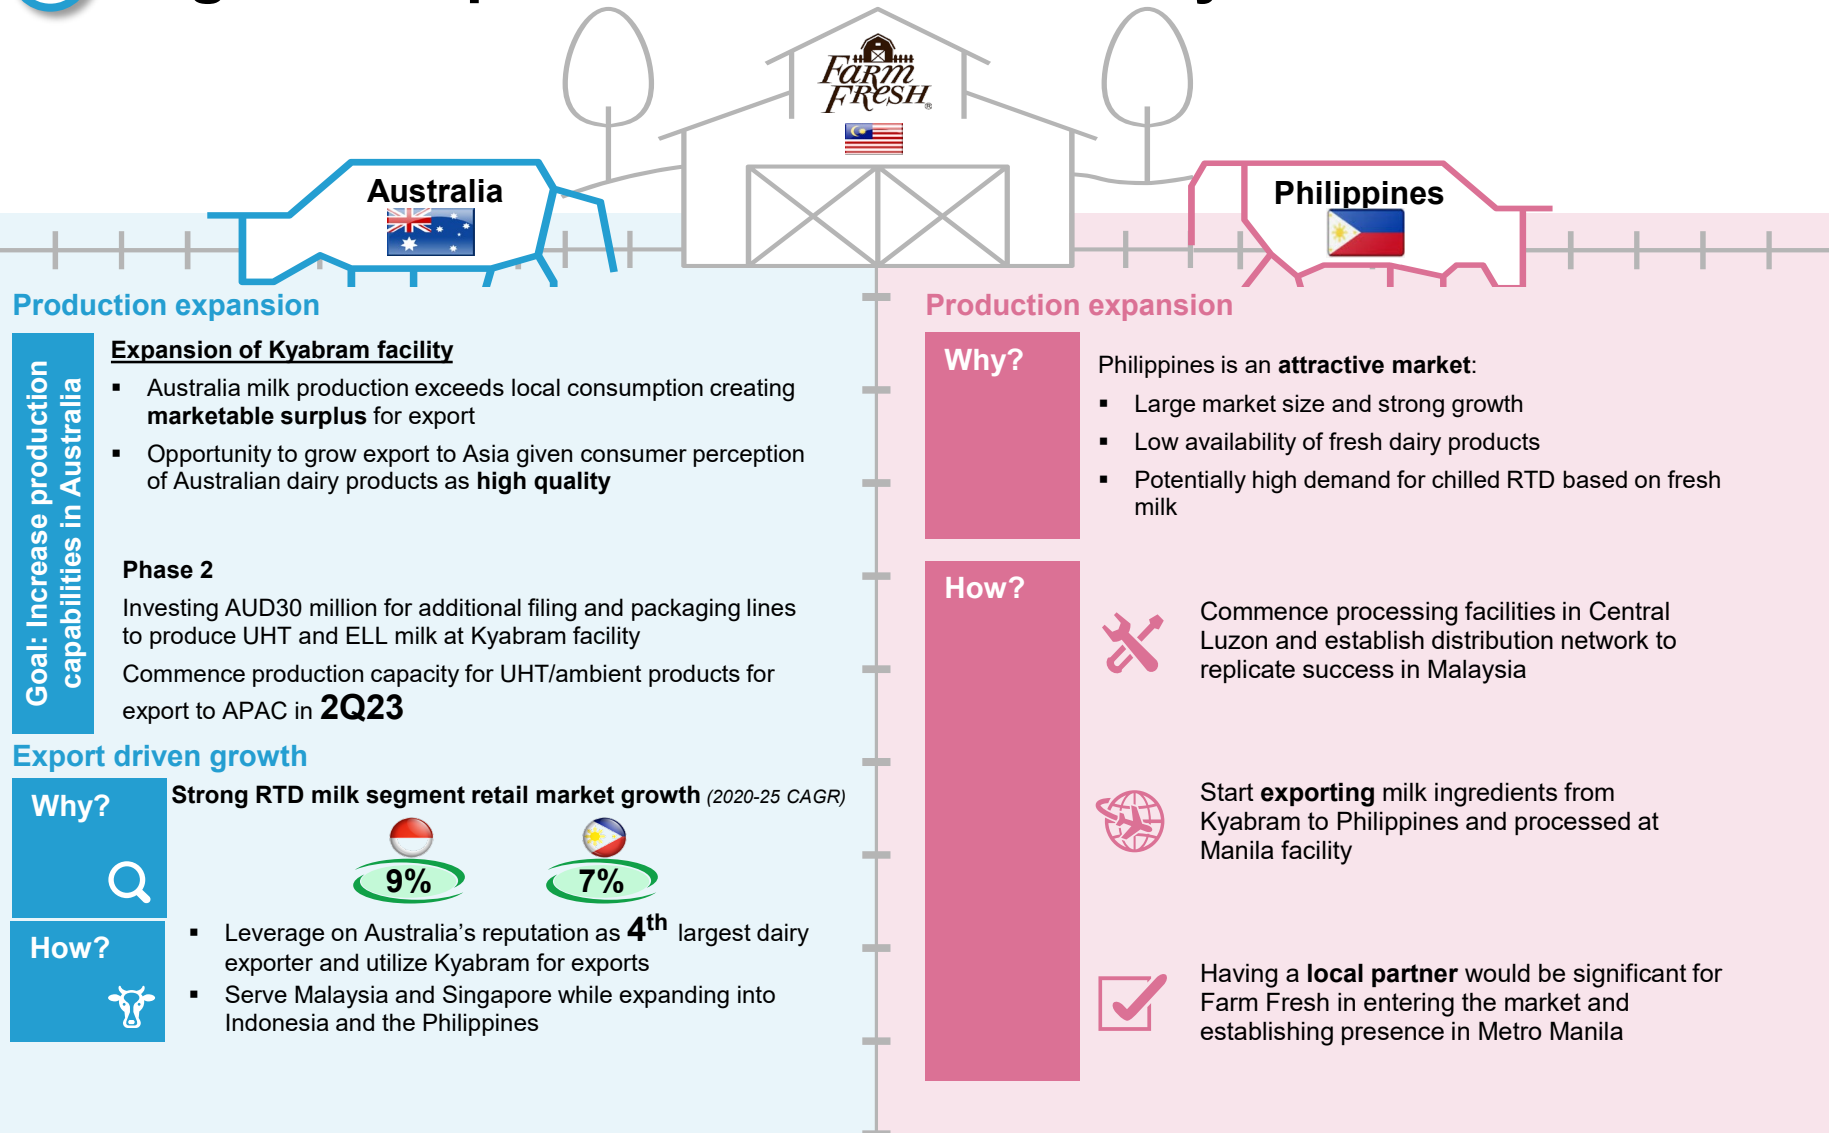 FARM
FRESH®
Australia
Philippines
Production expansion
Goal: Increase production
capabilities in Australia
Expansion of Kyabram facility
▪ Australia milk production exceeds local consumption creating
marketable surplus for export
▪ Opportunity to grow export to Asia given consumer perception
of Australian dairy products as high quality
Phase 2
Investing AUD30 million for additional filing and packaging lines
to produce UHT and ELL milk at Kyabram facility
Commence production capacity for UHT/ambient products for
export to APAC in 2Q23
Export driven growth
Why?
Strong RTD milk segment retail market growth (2020-25 CAGR)
9% 7%
How?
▪ Leverage on Australia's reputation as 4th largest dairy
exporter and utilize Kyabram for exports
▪ Serve Malaysia and Singapore while expanding into
Indonesia and the Philippines
Production expansion
Why?
Philippines is an attractive market:
▪ Large market size and strong growth
▪ Low availability of fresh dairy products
▪ Potentially high demand for chilled RTD based on fresh
milk
How?
Commence processing facilities in Central
Luzon and establish distribution network to
replicate success in Malaysia
Start exporting milk ingredients from
Kyabram to Philippines and processed at
Manila facility
Having a local partner would be significant for
Farm Fresh in entering the market and
establishing presence in Metro Manila